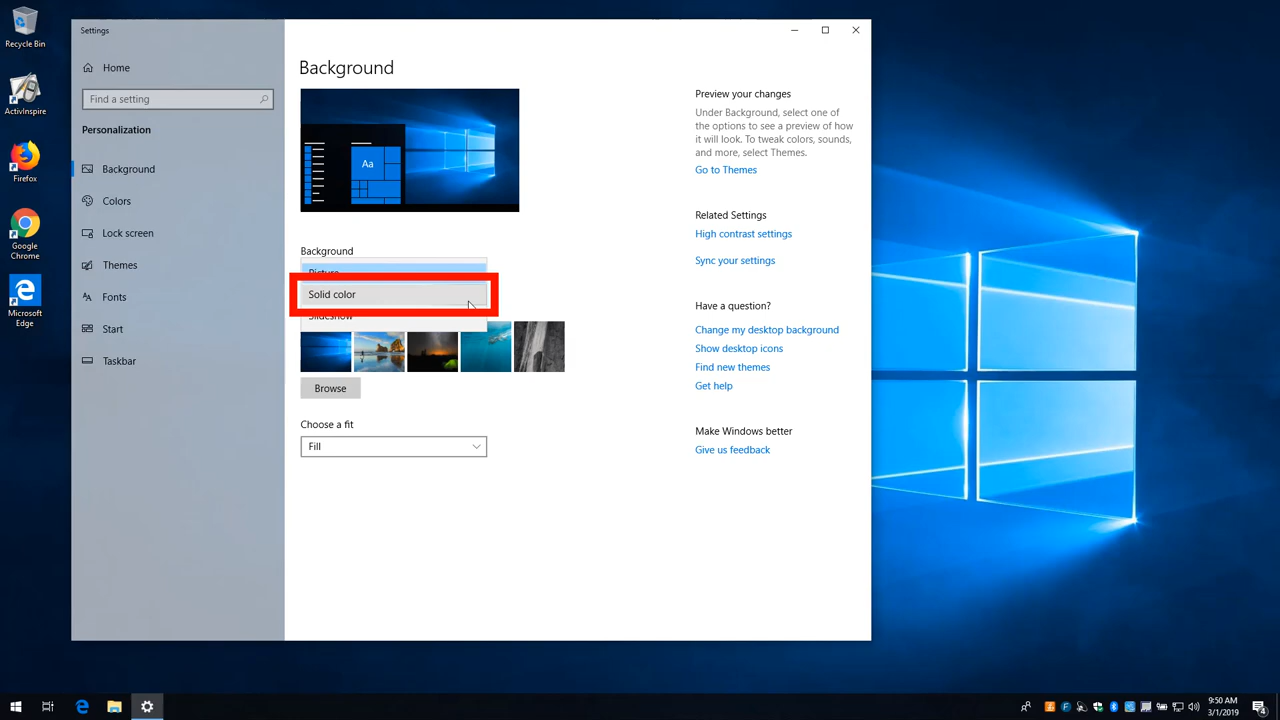 Recycle Bin
ActivInspire
Firefox
Google
Chrome
Microsoft
Edge
Settings
Home
Find a setting
Personalization
Background
Colors
Lock screen
Themes
Fonts
Start
Taskbar
Background
Aa
Background
Picture
Solid color
Slideshow
Browse
Choose a fit
Fill
Preview your changes
Under Background, select one of
the options to see a preview of how
it will look. To tweak colors, sounds,
and more, select Themes.
Go to Themes
Related Settings
High contrast settings
Sync your settings
Have a question?
Change my desktop background
Show desktop icons
Find new themes
Get help
Make Windows better
Give us feedback
9:50 AM
3/1/2019